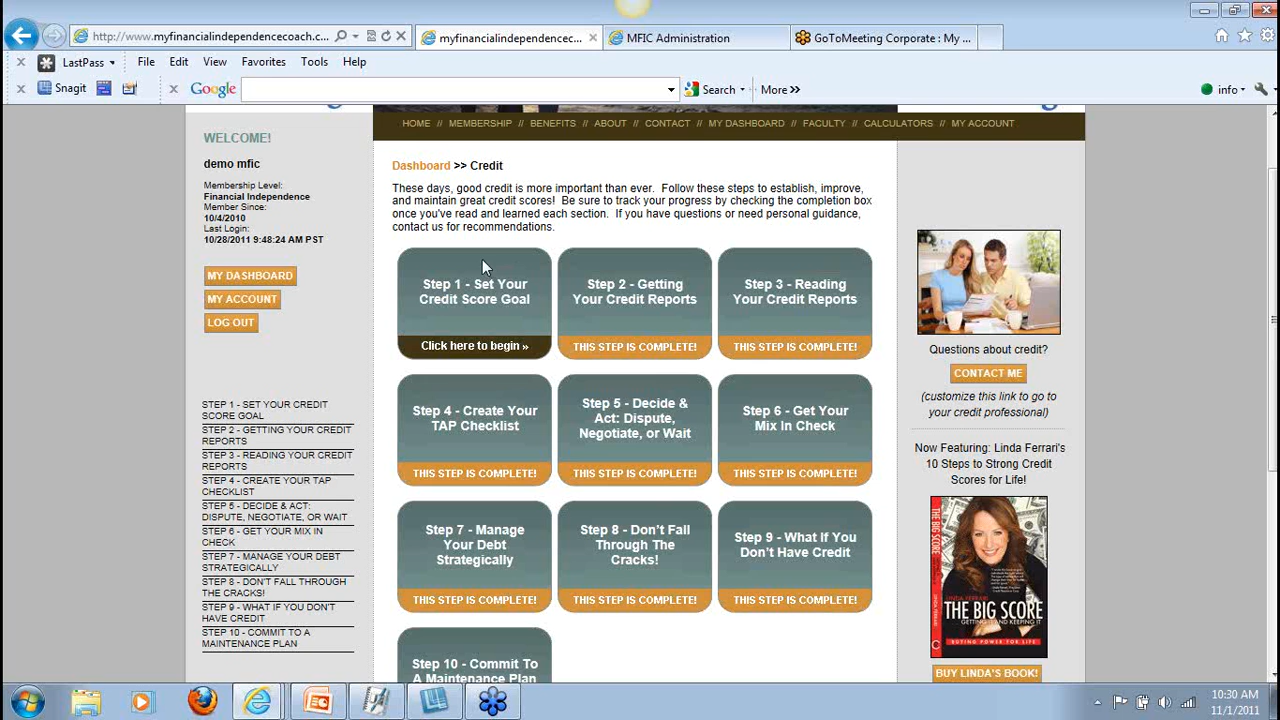 http://www.myfinancialindependencecoach.c...
myfinancialindependencec...
MFIC Administration
GoToMeeting Corporate : My ...
LastPass
File
Edit
View
Favorites
Tools
Help
Snagit
Google
Search
More »
info
HOME // MEMBERSHIP // BENEFITS // ABOUT // CONTACT // MY DASHBOARD // FACULTY // CALCULATORS // MY ACCOUNT
WELCOME!
demo mfic
Membership Level:
Financial Independence
Member Since:
10/4/2010
Last Login:
10/28/2011 9:48:24 AM PST
MY DASHBOARD
MY ACCOUNT
LOG OUT
STEP 1 - SET YOUR CREDIT
SCORE GOAL
STEP 2 - GETTING YOUR CREDIT
REPORTS
STEP 3 - READING YOUR CREDIT
REPORTS
STEP 4 - CREATE YOUR TAP
CHECKLIST
STEP 5 - DECIDE & ACT:
DISPUTE, NEGOTIATE, OR WAIT
STEP 6 - GET YOUR MIX IN
CHECK
STEP 7 - MANAGE YOUR DEBT
STRATEGICALLY
STEP 8 - DON'T FALL THROUGH
THE CRACKS!
STEP 9 - WHAT IF YOU DON'T
HAVE CREDIT
STEP 10 - COMMIT TO A
MAINTENANCE PLAN
Dashboard >> Credit
These days, good credit is more important than ever. Follow these steps to establish, improve,
and maintain great credit scores! Be sure to track your progress by checking the completion box
once you've read and learned each section. If you have questions or need personal guidance,
contact us for recommendations.
Step 1 - Set Your
Credit Score Goal
Click here to begin »
Step 2 - Getting
Your Credit Reports
THIS STEP IS COMPLETE!
Step 3 - Reading
Your Credit Reports
THIS STEP IS COMPLETE!
Step 4 - Create Your
TAP Checklist
THIS STEP IS COMPLETE!
Step 5 - Decide &
Act: Dispute,
Negotiate, or Wait
THIS STEP IS COMPLETE!
Step 6 - Get Your
Mix In Check
THIS STEP IS COMPLETE!
Step 7 - Manage
Your Debt
Strategically
THIS STEP IS COMPLETE!
Step 8 - Don't Fall
Through The
Cracks!
THIS STEP IS COMPLETE!
Step 9 - What If You
Don't Have Credit
THIS STEP IS COMPLETE!
Step 10 - Commit To
A Maintenance Plan
Questions about credit?
CONTACT ME
(customize this link to go to
your credit professional)
Now Featuring: Linda Ferrari's
10 Steps to Strong Credit
Scores for Life!
THE BIG SCORE
LINDA FERRARI
THE BIG SCORE
GETTING IT AND KEEPING IT
BUYING POWER FOR LIFE
BUY LINDA'S BOOK!
10:30 AM
11/1/2011